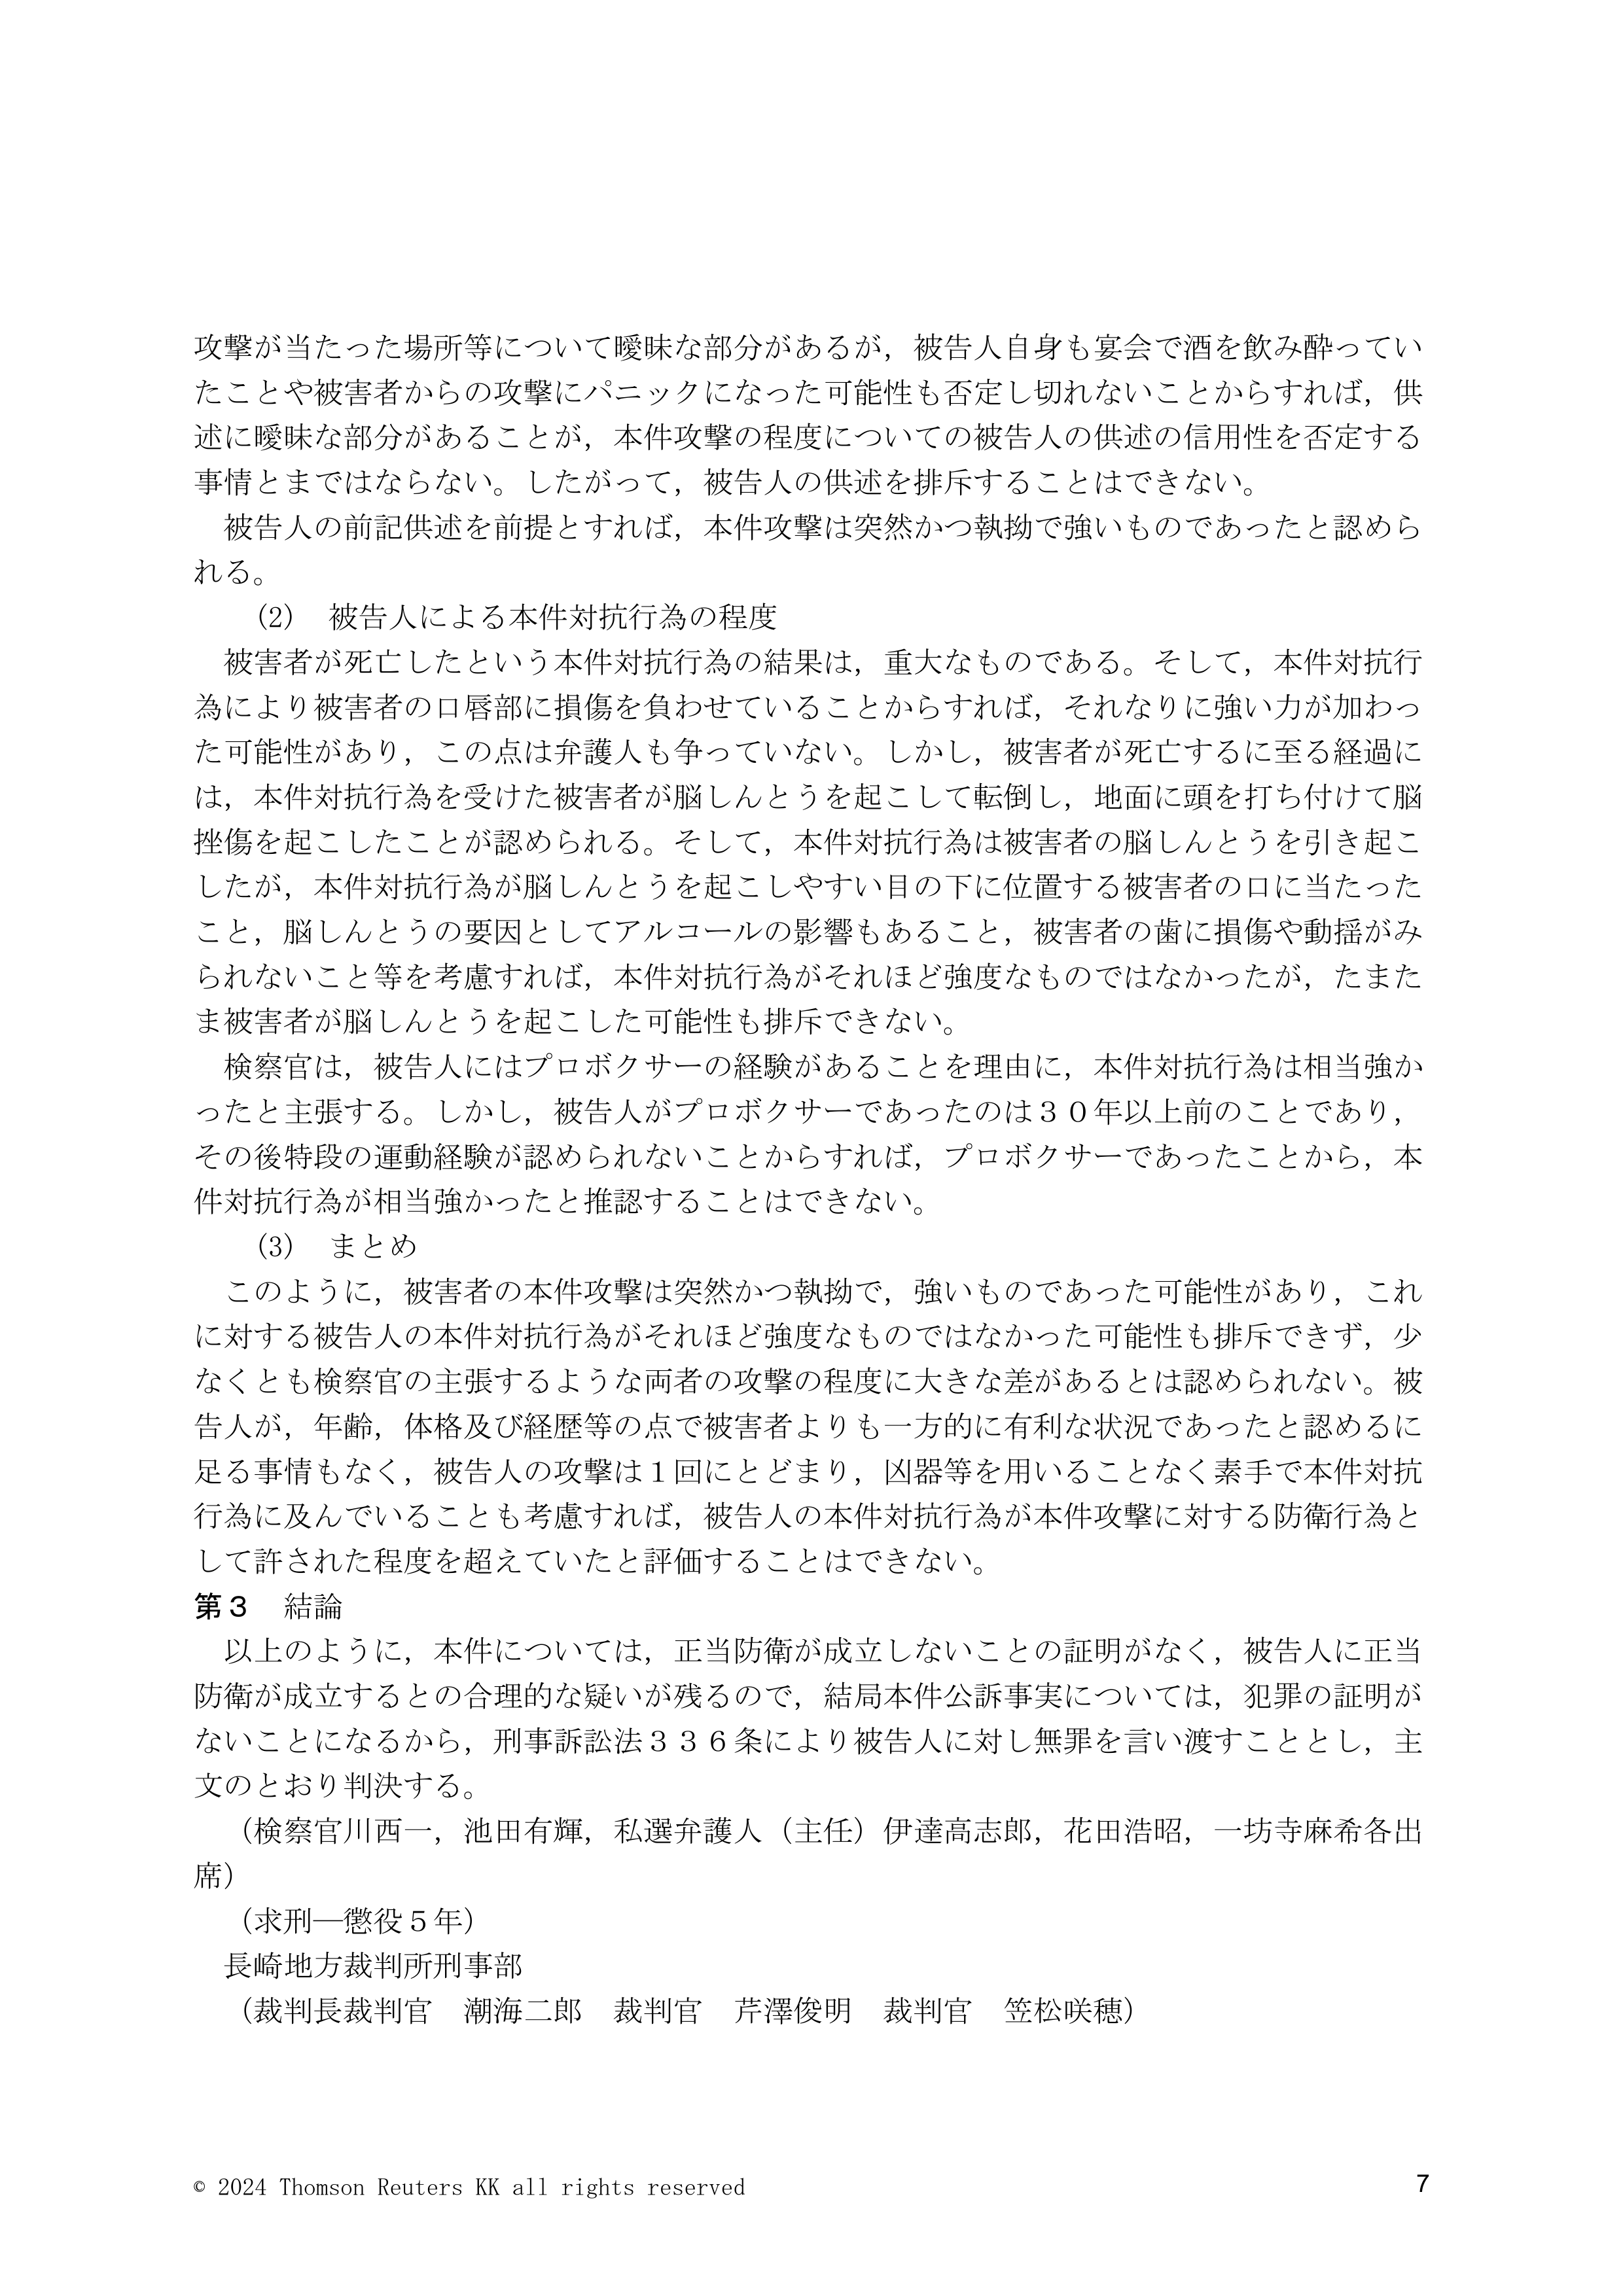 攻撃が当たった場所等について曖昧な部分があるが，被告人自身も宴会で酒を飲み酔ってい
たことや被害者からの攻撃にパニックになった可能性も否定し切れないことからすれば，供
述に曖昧な部分があることが，本件攻撃の程度についての被告人の供述の信用性を否定する
事情とまではならない。したがって，被告人の供述を排斥することはできない。
　被告人の前記供述を前提とすれば，本件攻撃は突然かつ執拗で強いものであったと認めら
れる。
　　(2)　被告人による本件対抗行為の程度
　被害者が死亡したという本件対抗行為の結果は，重大なものである。そして，本件対抗行
為により被害者の口唇部に損傷を負わせていることからすれば，それなりに強い力が加わっ
た可能性があり，この点は弁護人も争っていない。しかし，被害者が死亡するに至る経過に
は，本件対抗行為を受けた被害者が脳しんとうを起こして転倒し，地面に頭を打ち付けて脳
挫傷を起こしたことが認められる。そして，本件対抗行為は被害者の脳しんとうを引き起こ
したが，本件対抗行為が脳しんとうを起こしやすい目の下に位置する被害者の口に当たった
こと，脳しんとうの要因としてアルコールの影響もあること，被害者の歯に損傷や動揺がみ
られないこと等を考慮すれば，本件対抗行為がそれほど強度なものではなかったが，たまた
ま被害者が脳しんとうを起こした可能性も排斥できない。
　検察官は，被告人にはプロボクサーの経験があることを理由に，本件対抗行為は相当強か
ったと主張する。しかし，被告人がプロボクサーであったのは３０年以上前のことであり，
その後特段の運動経験が認められないことからすれば，プロボクサーであったことから，本
件対抗行為が相当強かったと推認することはできない。
　　(3)　まとめ
　このように，被害者の本件攻撃は突然かつ執拗で，強いものであった可能性があり，これ
に対する被告人の本件対抗行為がそれほど強度なものではなかった可能性も排斥できず，少
なくとも検察官の主張するような両者の攻撃の程度に大きな差があるとは認められない。被
告人が，年齢，体格及び経歴等の点で被害者よりも一方的に有利な状況であったと認めるに
足る事情もなく，被告人の攻撃は１回にとどまり，凶器等を用いることなく素手で本件対抗
行為に及んでいることも考慮すれば，被告人の本件対抗行為が本件攻撃に対する防衛行為と
して許された程度を超えていたと評価することはできない。
第３　結論
　以上のように，本件については，正当防衛が成立しないことの証明がなく，被告人に正当
防衛が成立するとの合理的な疑いが残るので，結局本件公訴事実については，犯罪の証明が
ないことになるから，刑事訴訟法３３６条により被告人に対し無罪を言い渡すこととし，主
文のとおり判決する。
　（検察官川西一，池田有輝，私選弁護人（主任）伊達高志郎，花田浩昭，一坊寺麻希各出
席）
　（求刑―懲役５年）
　長崎地方裁判所刑事部
　（裁判長裁判官　潮海二郎　裁判官　芹澤俊明　裁判官　笠松咲穂）
© 2024 Thomson Reuters KK all rights reserved
7